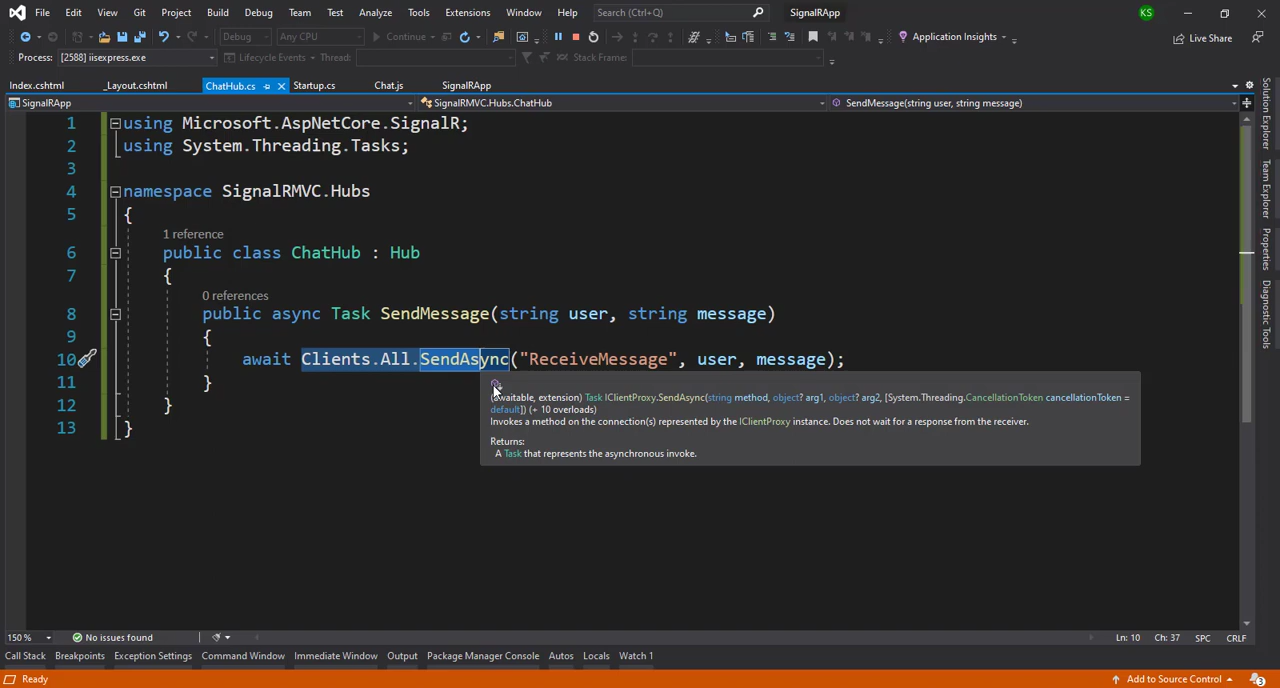 File Edit View Git Project Build Debug Team Test Analyze Tools Extensions Window Help Search (Ctrl+Q) SignalRApp KS
Debug Any CPU Continue Application Insights Live Share
Process: [2588] iisexpress.exe Lifecycle Events Thread: Stack Frame:
Index.cshtml _Layout.cshtml ChatHub.cs Startup.cs Chat.js SignalRApp
SignalRApp SignalRMVC.Hubs.ChatHub SendMessage(string user, string message)
1 using Microsoft.AspNetCore.SignalR;
2 using System.Threading.Tasks;
3
4 namespace SignalRMVC.Hubs
5 {
1 reference
6 public class ChatHub : Hub
7 {
0 references
8 public async Task SendMessage(string user, string message)
9 {
10 await Clients.All.SendAsync("ReceiveMessage", user, message);
11 }
12 }
13 }
(awaitable, extension) Task IClientProxy.SendAsync(string method, object? arg1, object? arg2, [System.Threading.CancellationToken cancellationToken =
default]) (+ 10 overloads)
Invokes a method on the connection(s) represented by the IClientProxy instance. Does not wait for a response from the receiver.
Returns:
A Task that represents the asynchronous invoke.
Solution Explorer
Team Explorer
Properties
Diagnostic Tools
150 % No issues found Ln: 10 Ch: 37 SPC CRLF
Call Stack Breakpoints Exception Settings Command Window Immediate Window Output Package Manager Console Autos Locals Watch 1
Ready Add to Source Control 3